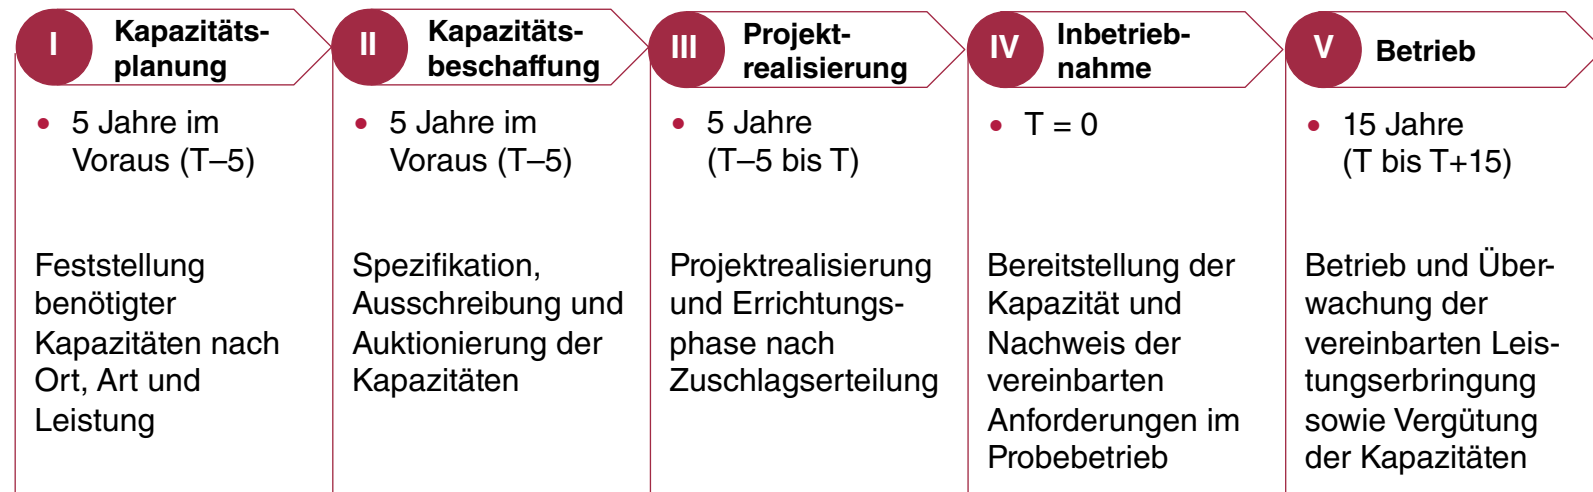 I
Kapazitäts-
planung
• 5 Jahre im
Voraus (T–5)
Feststellung
benötigter
Kapazitäten nach
Ort, Art und
Leistung
II
Kapazitäts-
beschaffung
• 5 Jahre im
Voraus (T–5)
Spezifikation,
Ausschreibung und
Auktionierung der
Kapazitäten
III
Projekt-
realisierung
• 5 Jahre
(T–5 bis T)
Projektrealisierung
und Errichtungs-
phase nach
Zuschlagserteilung
IV
Inbetrieb-
nahme
• T = 0
Bereitstellung der
Kapazität und
Nachweis der
vereinbarten
Anforderungen im
Probebetrieb
V
Betrieb
• 15 Jahre
(T bis T+15)
Betrieb und Über-
wachung der
vereinbarten Leis-
tungserbringung
sowie Vergütung
der Kapazitäten